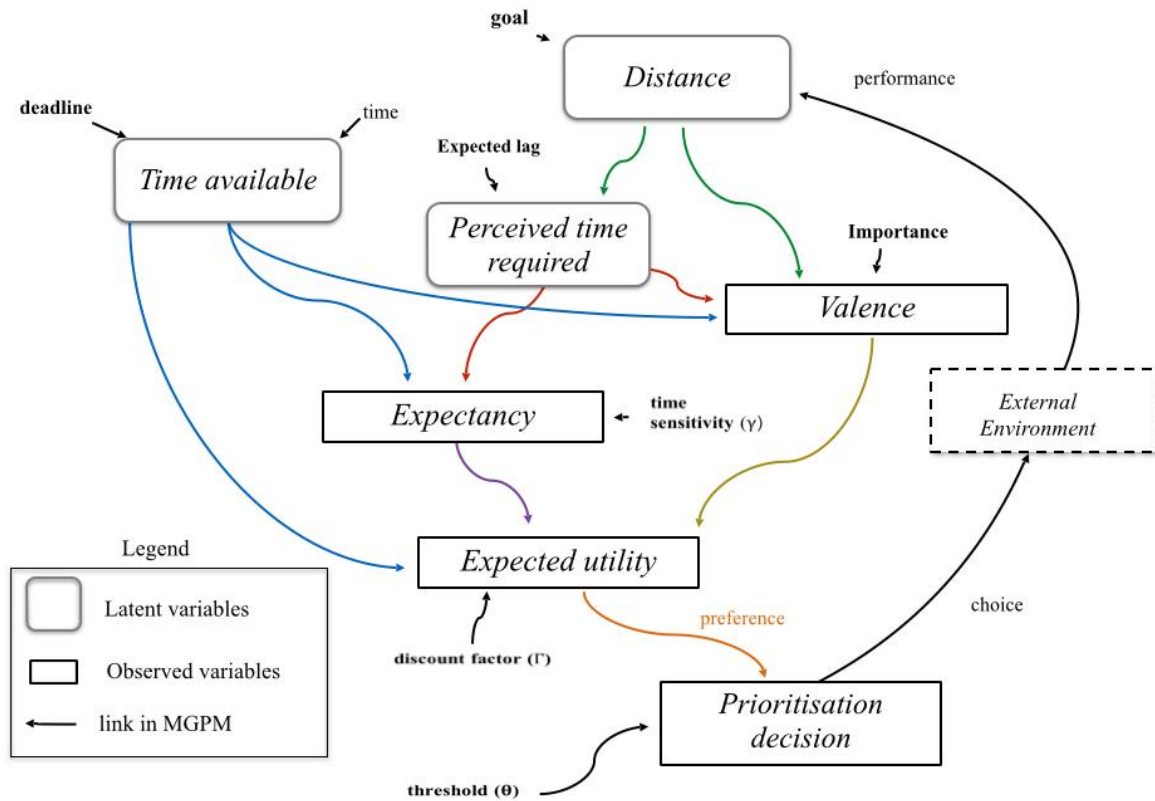 goal
Distance
performance
deadline
time
Time available
Expected lag
Perceived time
required
Importance
Valence
Expectancy
time
sensitivity (γ)
External
Environment
Expected utility
discount factor (Γ)
preference
choice
Prioritisation
decision
threshold (θ)
Legend
Latent variables
Observed variables
link in MGPM